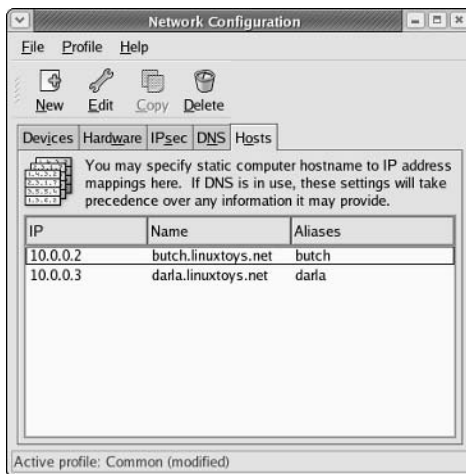 Network Configuration
File Profile Help
New Edit Copy Delete
Devices Hardware IPsec DNS Hosts
You may specify static computer hostname to IP address
mappings here. If DNS is in use, these settings will take
precedence over any information it may provide.
IP Name Aliases
10.0.0.2 butch.linuxtoys.net butch
10.0.0.3 darla.linuxtoys.net darla
Active profile: Common (modified)